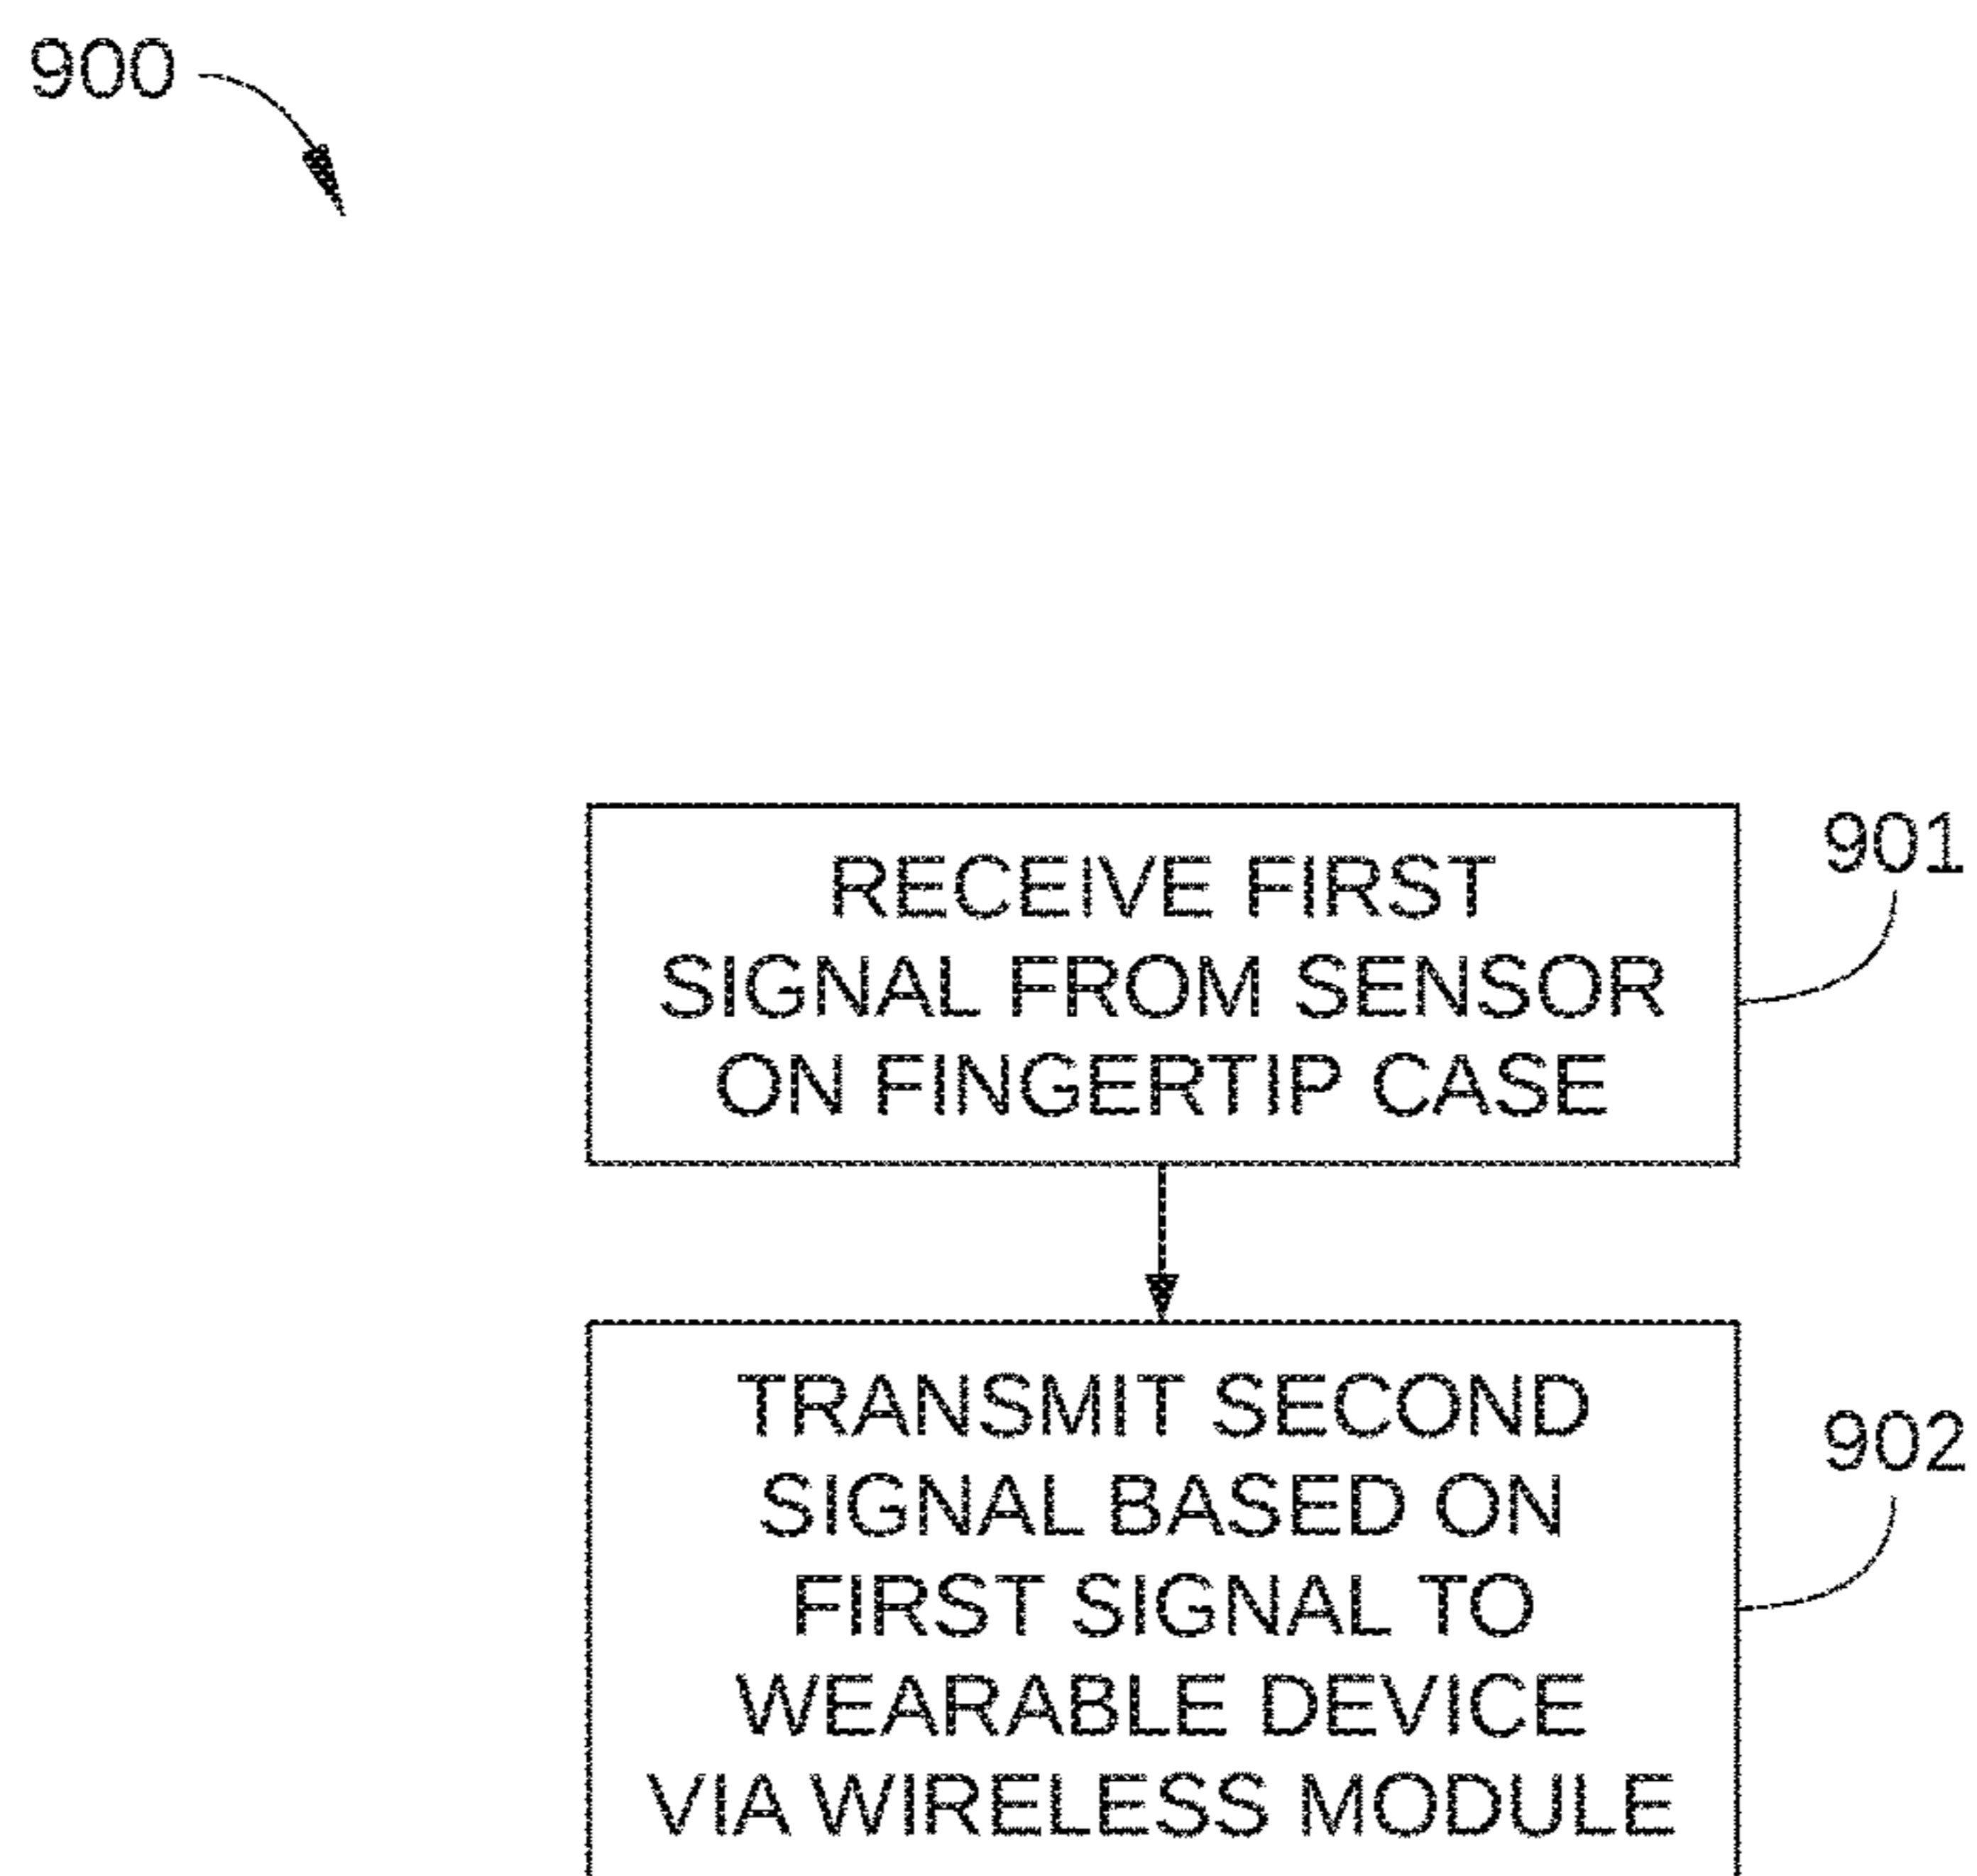 900
901
RECEIVE FIRST
SIGNAL FROM SENSOR
ON FINGERTIP CASE
902
TRANSMIT SECOND
SIGNAL BASED ON
FIRST SIGNAL TO
WEARABLE DEVICE
VIA WIRELESS MODULE